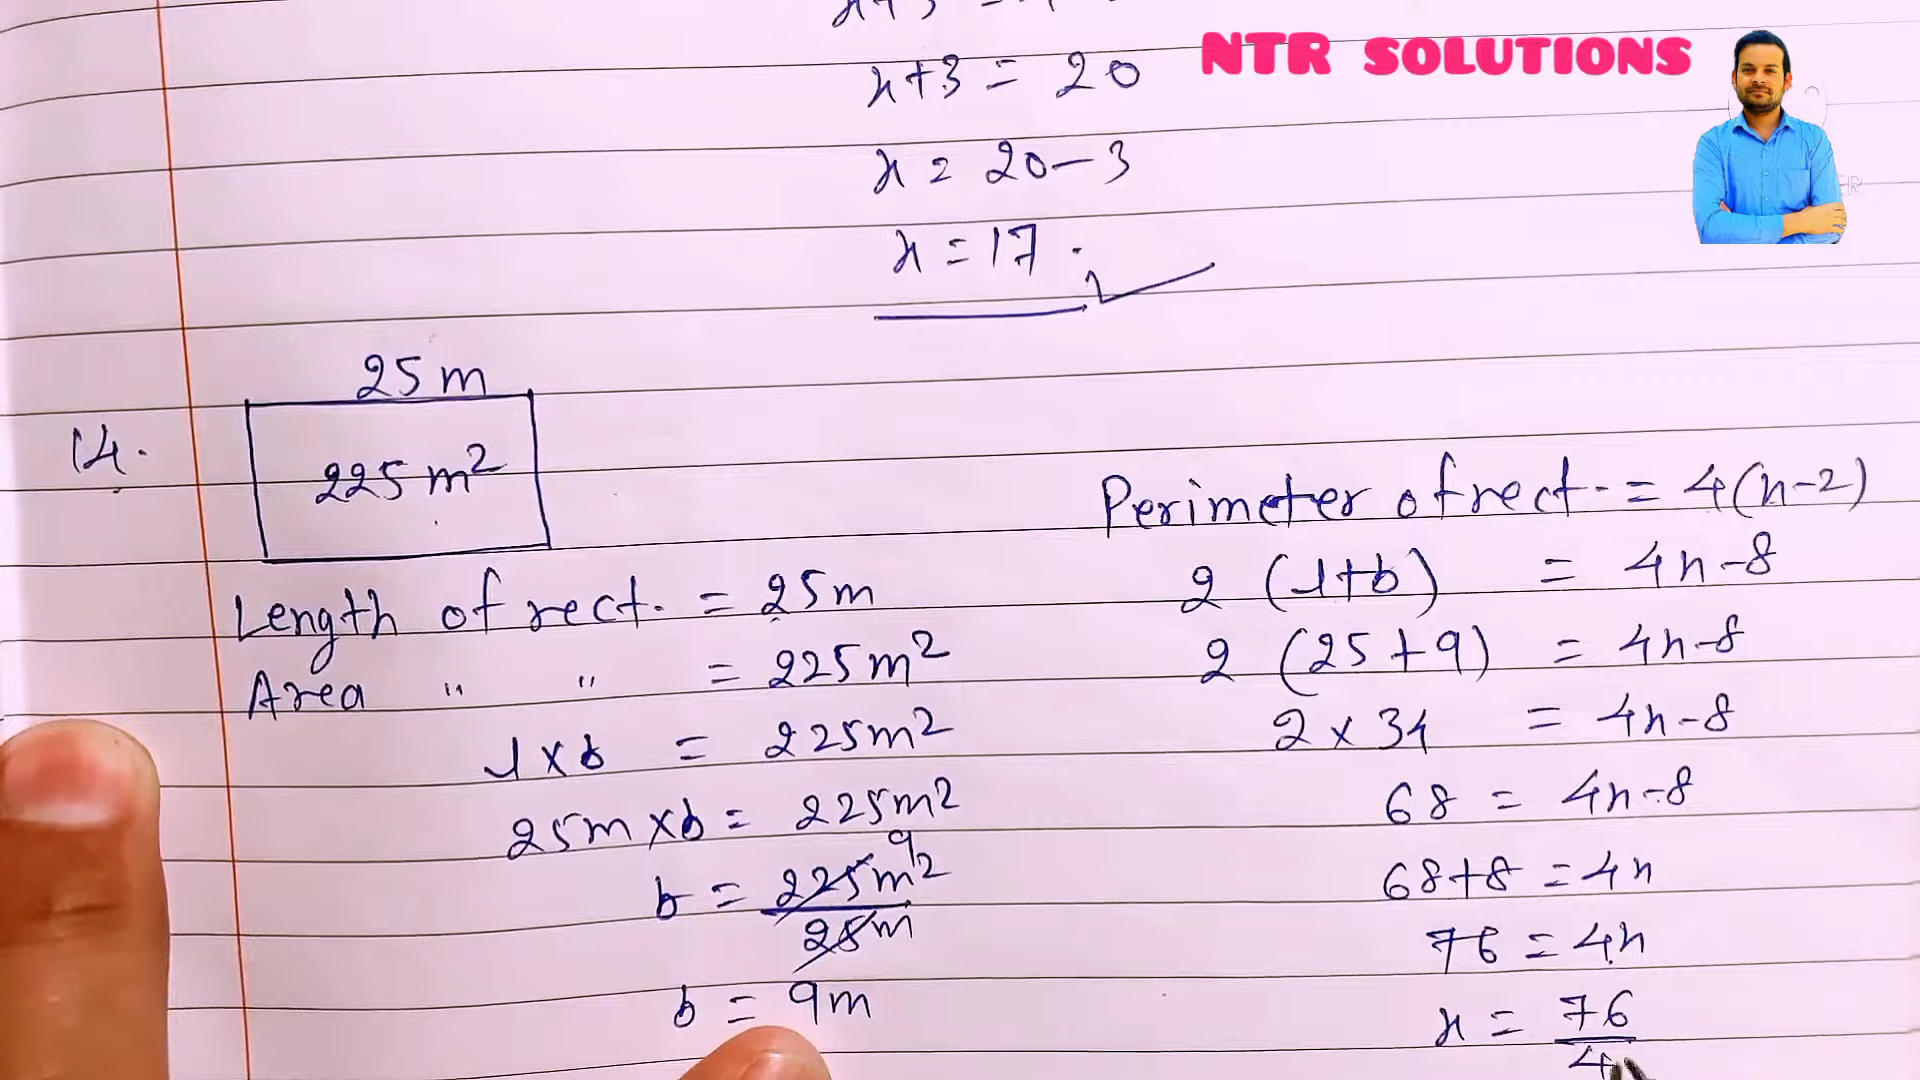 NTR SOLUTIONS
x+3 = 20
x = 20-3
x = 17.
14.
25 m
225 m²
Length of rect. = 25m
Area " " = 225m²
l×b = 225m²
25m×b = 225m²
b = 225m²/25m
9
b = 9m
Perimeter of rect. = 4(x-2)
2 (l+b) = 4x-8
2 (25+9) = 4x-8
2 × 34 = 4x-8
68 = 4x-8
68+8 = 4x
76 = 4x
x = 76/4